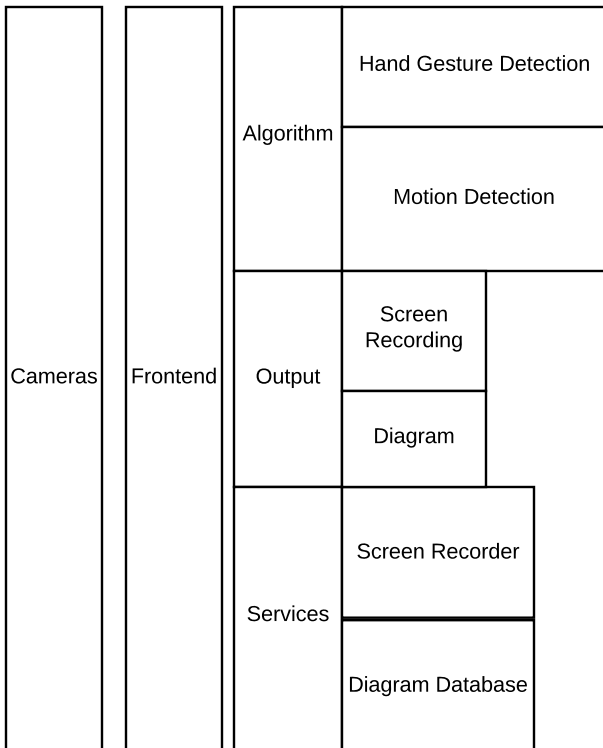 Cameras
Frontend
Algorithm
Hand Gesture Detection
Motion Detection
Output
Screen
Recording
Diagram
Services
Screen Recorder
Diagram Database